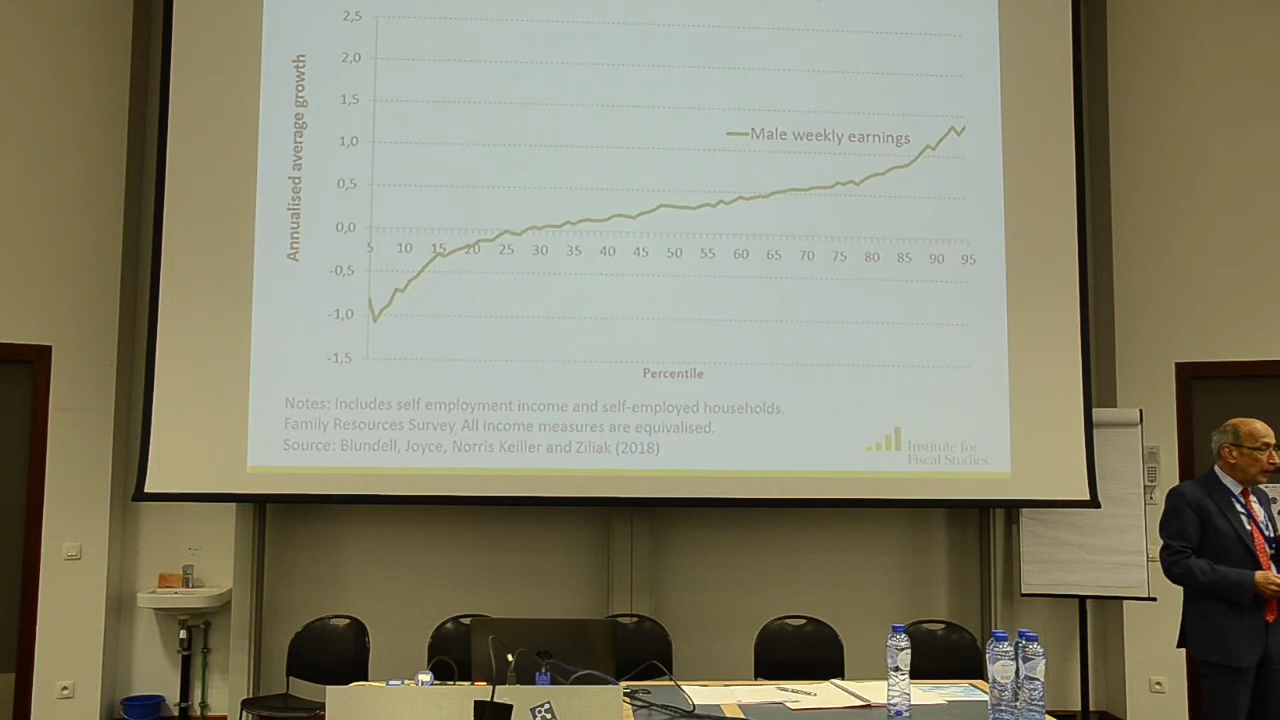 2,5
2,0
1,5
1,0
0,5
0,0
-0,5
-1,0
-1,5
Annualised average growth
Male weekly earnings
5 10 15 20 25 30 35 40 45 50 55 60 65 70 75 80 85 90 95
Percentile
Notes: Includes self employment income and self-employed households.
Family Resources Survey. All income measures are equivalised.
Source: Blundell, Joyce, Norris Keiller and Ziliak (2018)
Institute for
Fiscal Studies